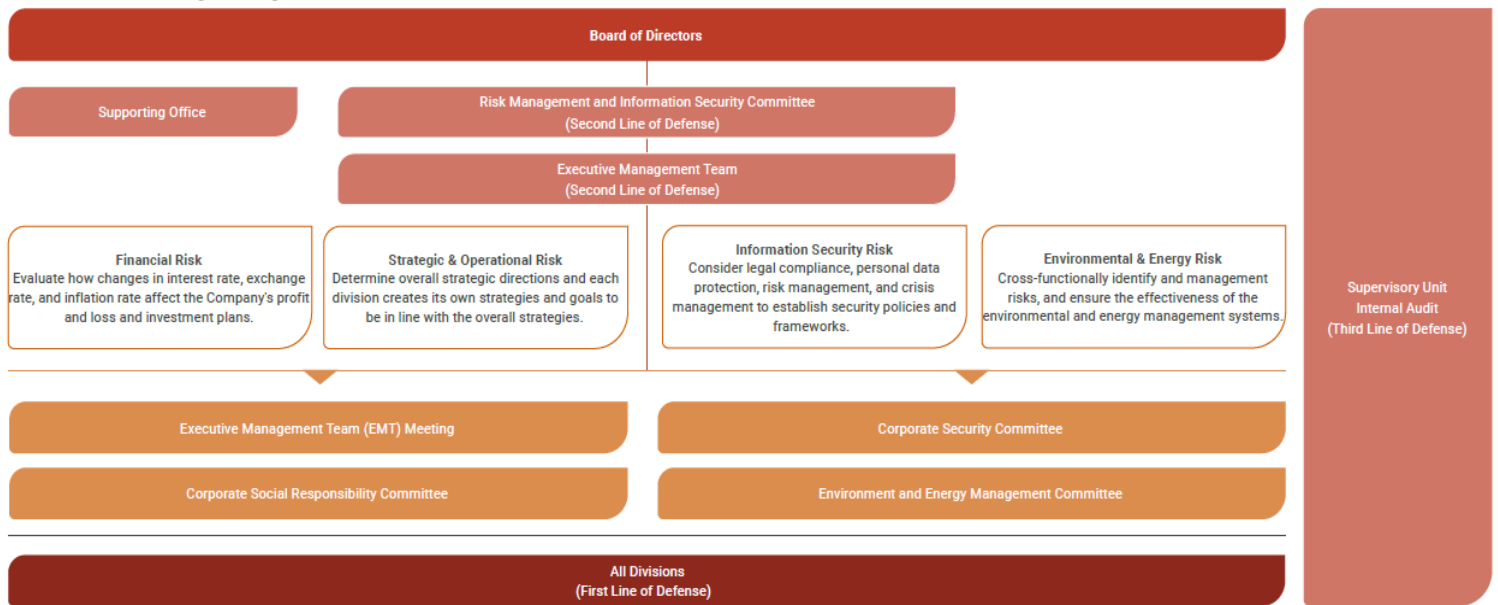 Board of Directors
Supporting Office
Risk Management and Information Security Committee
(Second Line of Defense)
Executive Management Team
(Second Line of Defense)
Financial Risk
Evaluate how changes in interest rate, exchange
rate, and inflation rate affect the Company's profit
and loss and investment plans.
Strategic & Operational Risk
Determine overall strategic directions and each
division creates its own strategies and goals to
be in line with the overall strategies.
Information Security Risk
Consider legal compliance, personal data
protection, risk management, and crisis
management to establish security policies and
frameworks.
Environmental & Energy Risk
Cross-functionally identify and management
risks, and ensure the effectiveness of the
environmental and energy management systems.
Supervisory Unit
Internal Audit
(Third Line of Defense)
Executive Management Team (EMT) Meeting
Corporate Security Committee
Corporate Social Responsibility Committee
Environment and Energy Management Committee
All Divisions
(First Line of Defense)